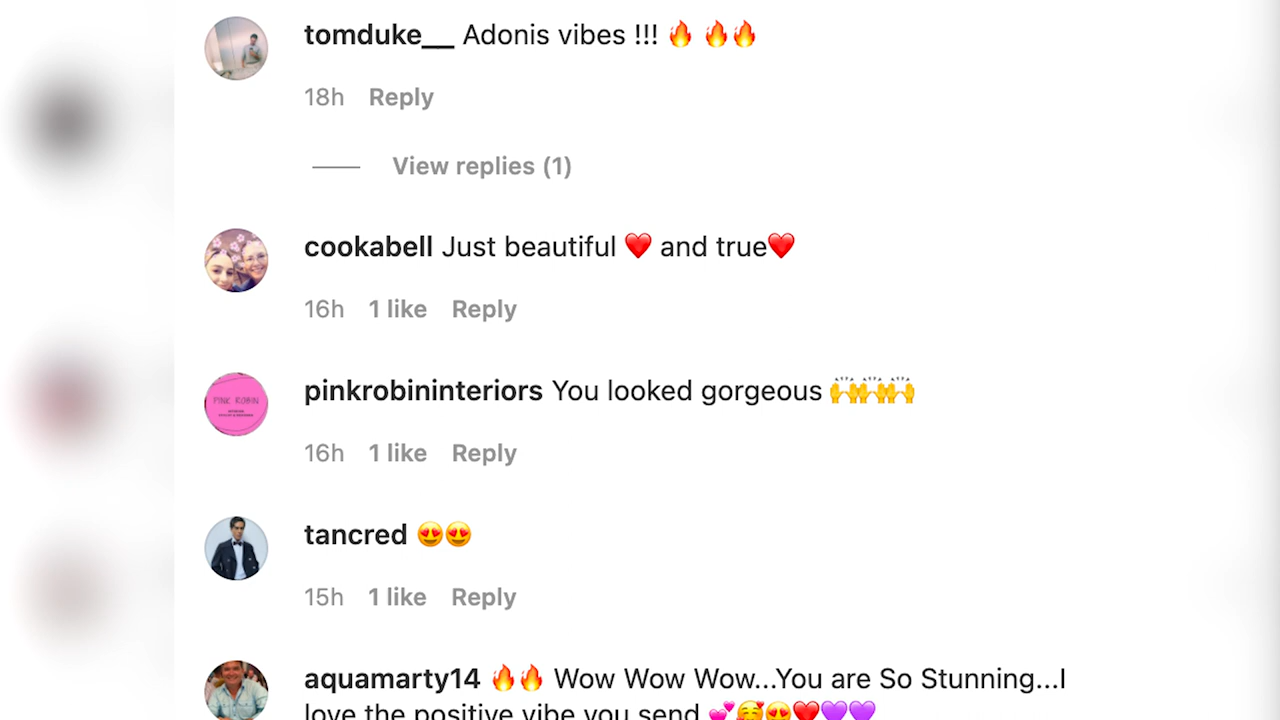 tomduke__ Adonis vibes !!! 🔥 🔥🔥
18h Reply
View replies (1)
cookabell Just beautiful ❤️ and true❤️
16h 1 like Reply
pinkrobininteriors You looked gorgeous 🙌🙌🙌
PINK ROBIN
16h 1 like Reply
tancred 😍😍
15h 1 like Reply
aquamarty14 🔥🔥 Wow Wow Wow...You are So Stunning...I
love the positive vibe you send 💕🥰😍❤️💜💜